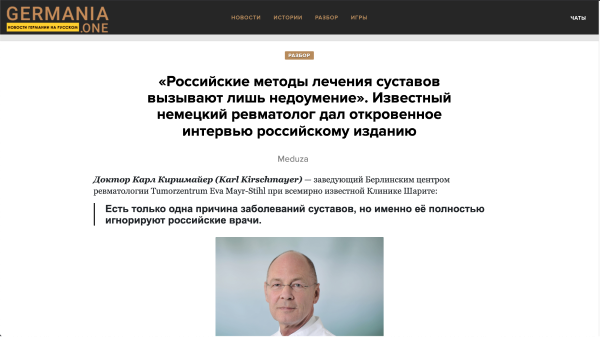 GERMANIA
НОВОСТИ ГЕРМАНИИ НА РУССКОМ
.ONE
НОВОСТИ ИСТОРИИ РАЗБОР ИГРЫ
ЧАТЫ
РАЗБОР
«Российские методы лечения суставов
вызывают лишь недоумение». Известный
немецкий ревматолог дал откровенное
интервью российскому изданию
Meduza
Доктор Карл Киршмайер (Karl Kirschmayer) — заведующий Берлинским центром
ревматологии Tumorzentrum Eva Mayr-Stihl при всемирно известной Клинике Шарите:
Есть только одна причина заболеваний суставов, но именно её полностью
игнорируют российские врачи.